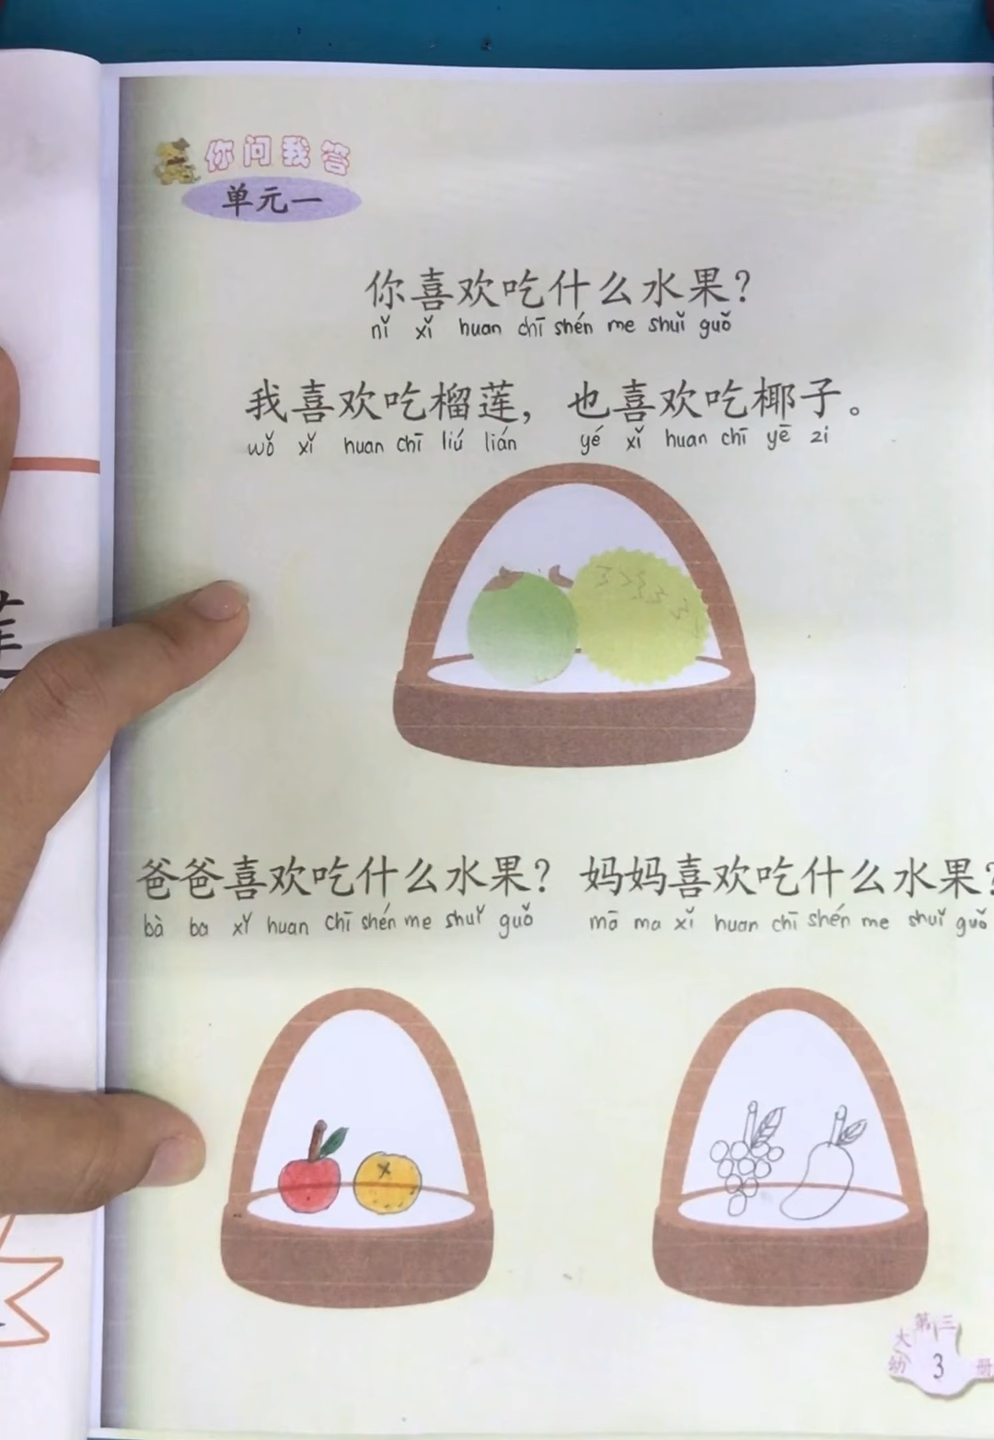 你问我答
单元一
你喜欢吃什么水果？
nǐ xǐ huan chī shén me shuǐ guǒ
我喜欢吃榴莲，也喜欢吃椰子。
wǒ xǐ huan chī liú lián yé xǐ huan chī yē zi
爸爸喜欢吃什么水果？ 妈妈喜欢吃什么水果？
bà ba xǐ huan chī shén me shuǐ guǒ mā ma xǐ huan chī shén me shuǐ guǒ
大幼第三册
3